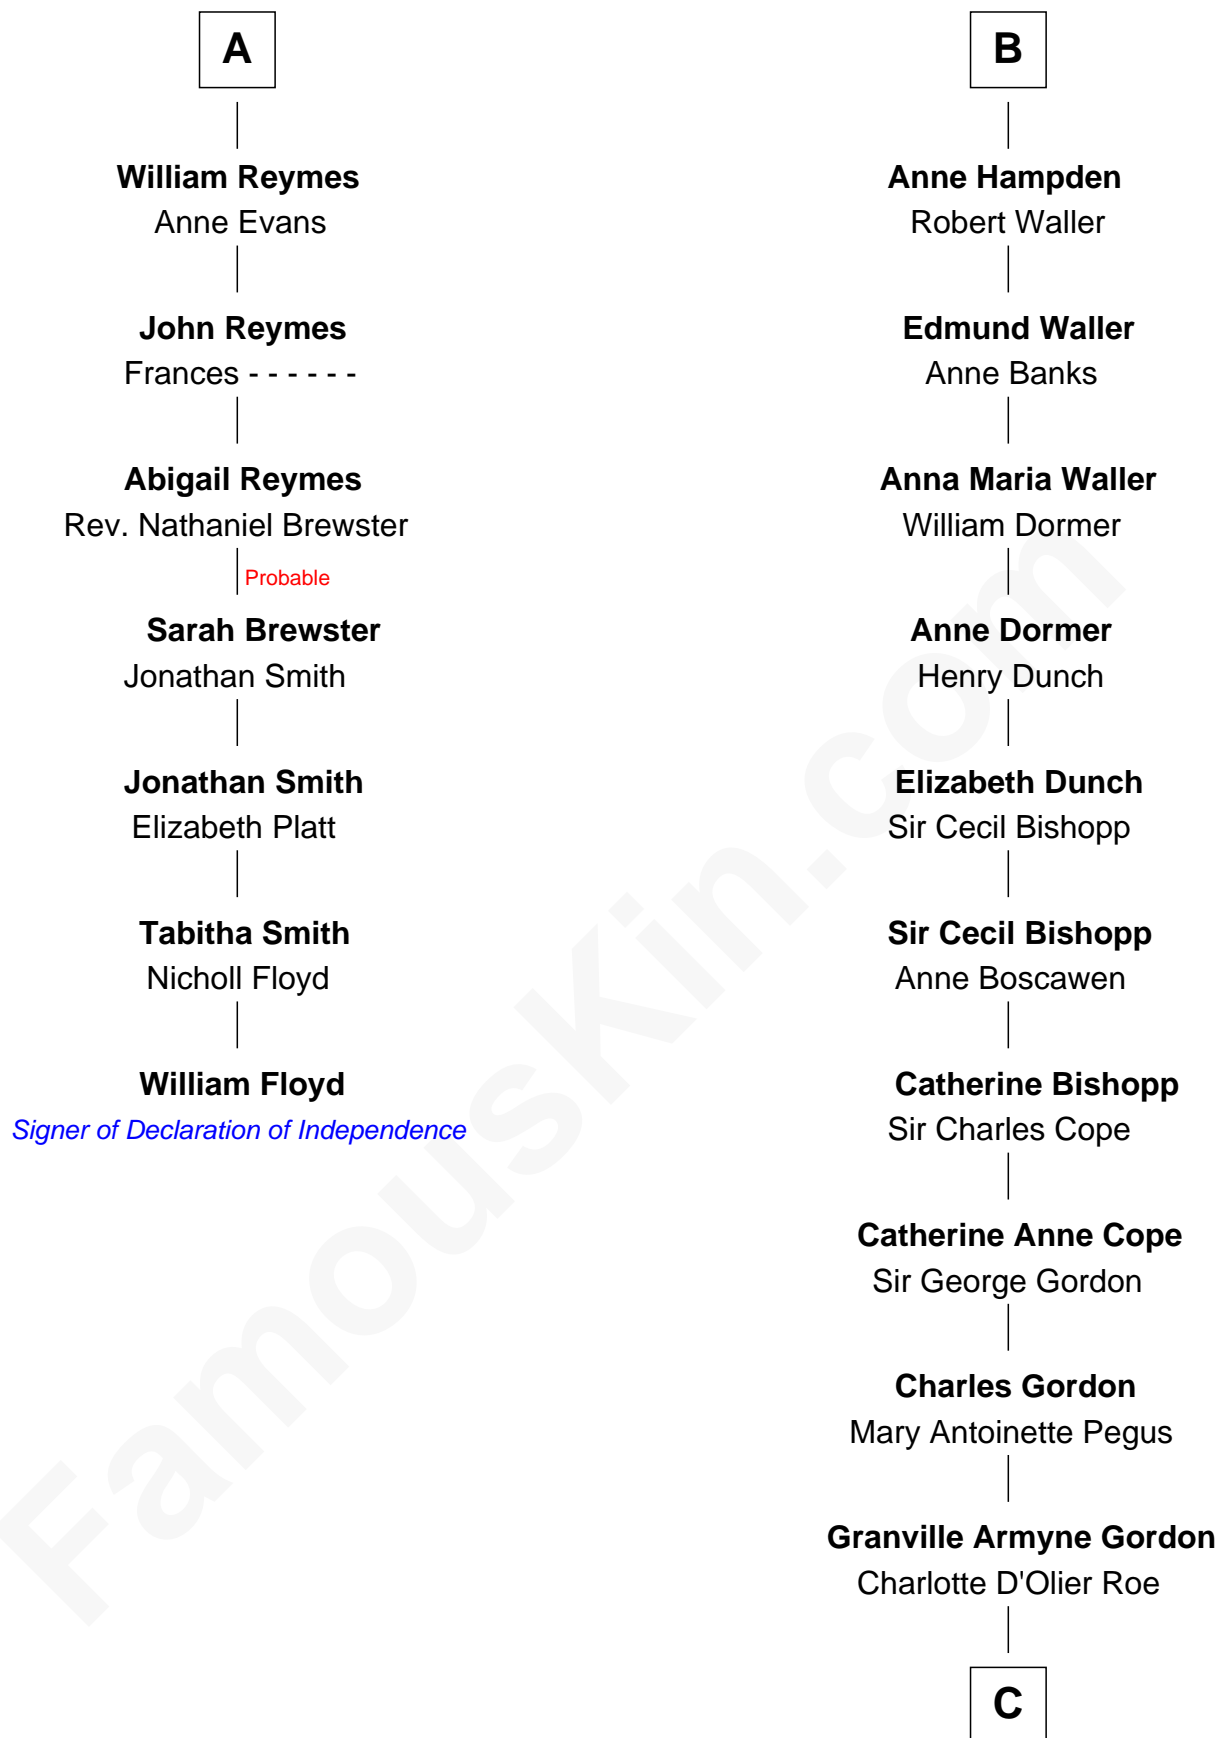 A
William Reymes
Anne Evans
John Reymes
Frances - - - - - -
Abigail Reymes
Rev. Nathaniel Brewster
Probable
Sarah Brewster
Jonathan Smith
Jonathan Smith
Elizabeth Platt
Tabitha Smith
Nicholl Floyd
William Floyd
Signer of Declaration of Independence
B
Anne Hampden
Robert Waller
Edmund Waller
Anne Banks
Anna Maria Waller
William Dormer
Anne Dormer
Henry Dunch
Elizabeth Dunch
Sir Cecil Bishopp
Sir Cecil Bishopp
Anne Boscawen
Catherine Bishopp
Sir Charles Cope
Catherine Anne Cope
Sir George Gordon
Charles Gordon
Mary Antoinette Pegus
Granville Armyne Gordon
Charlotte D'Olier Roe
C
FamousKin.com